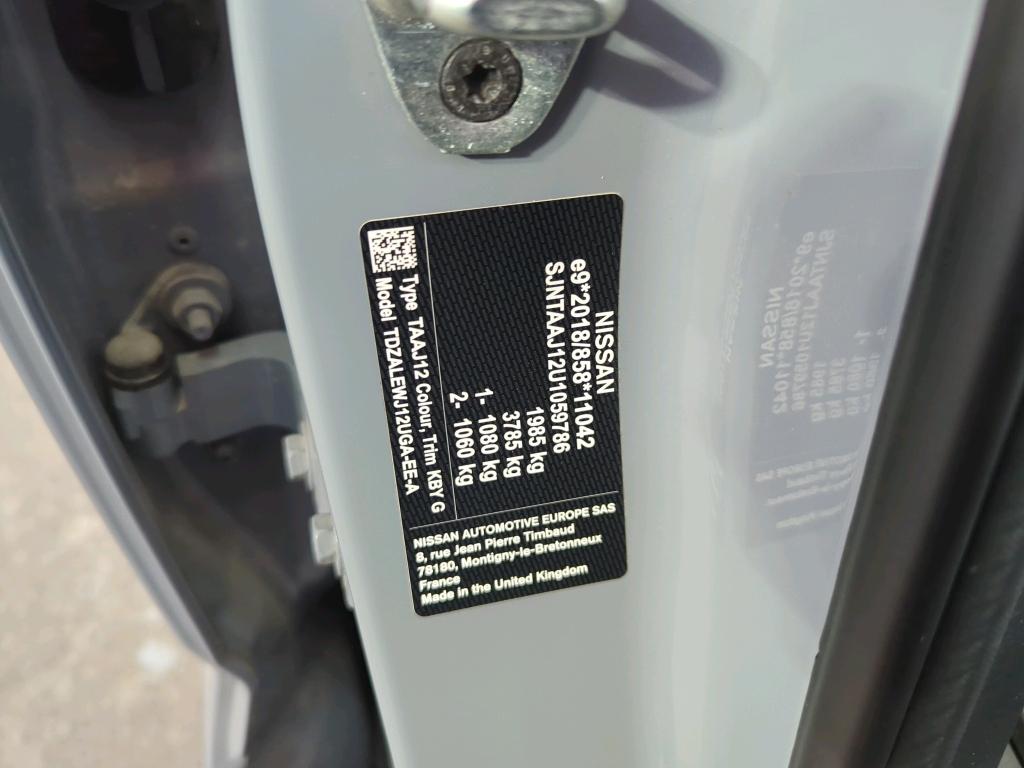 NISSAN
e9*2018/858*11042
SJNTAAJ12U1059786
1985 kg
3785 kg
1- 1080 kg
2- 1060 kg
Type TAAJ12 Colour, Trim KBY G
Model TDZALEWJ12UGA-EE-A
NISSAN AUTOMOTIVE EUROPE SAS
8, rue Jean Pierre Timbaud
78180, Montigny-le-Bretonneux
France
Made in the United Kingdom